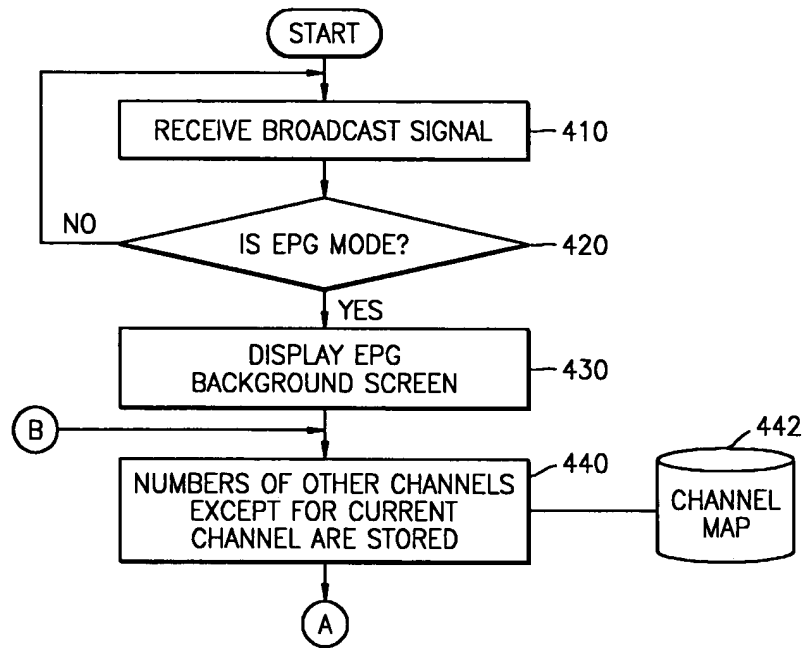 START
RECEIVE BROADCAST SIGNAL
410
NO
IS EPG MODE?
420
YES
DISPLAY EPG
BACKGROUND SCREEN
430
B
442
440
NUMBERS OF OTHER CHANNELS
EXCEPT FOR CURRENT
CHANNEL ARE STORED
CHANNEL
MAP
A